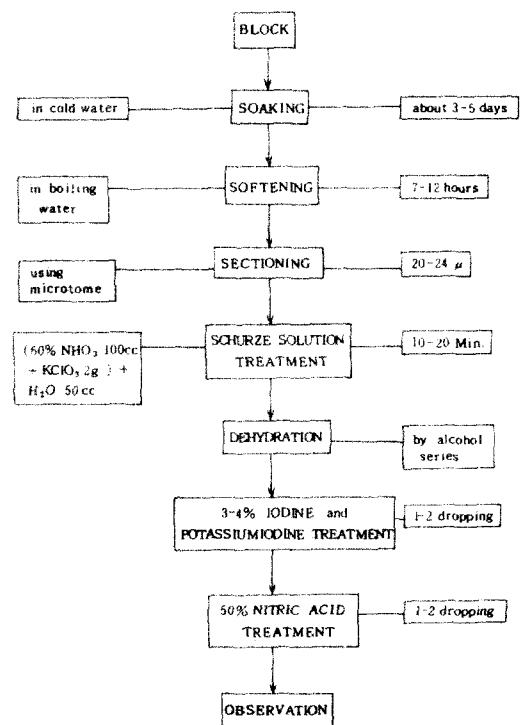 BLOCK
in cold water
SOAKING
about 3-5 days
in boiling
water
SOFTENING
7-12 hours
using
microtome
SECTIONING
20-24 μ
(60% NHO₃ 100cc
+ KClO₃ 2g ) +
H₂O 50cc
SCHURZE SOLUTION
TREATMENT
10-20 Min.
DEHYDRATION
by alcohol
series
3-4% IODINE and
POTASSIUMIODINE TREATMENT
1-2 dropping
50% NITRIC ACID
TREATMENT
1-2 dropping
OBSERVATION